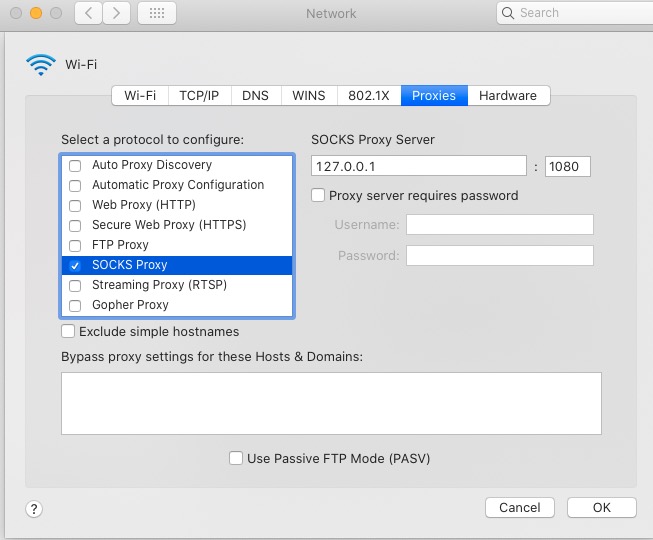 Network
Search
Wi-Fi
Wi-Fi TCP/IP DNS WINS 802.1X Proxies Hardware
Select a protocol to configure:
Auto Proxy Discovery
Automatic Proxy Configuration
Web Proxy (HTTP)
Secure Web Proxy (HTTPS)
FTP Proxy
SOCKS Proxy
Streaming Proxy (RTSP)
Gopher Proxy
SOCKS Proxy Server
127.0.0.1 : 1080
Proxy server requires password
Username:
Password:
Exclude simple hostnames
Bypass proxy settings for these Hosts & Domains:
Use Passive FTP Mode (PASV)
?
Cancel OK